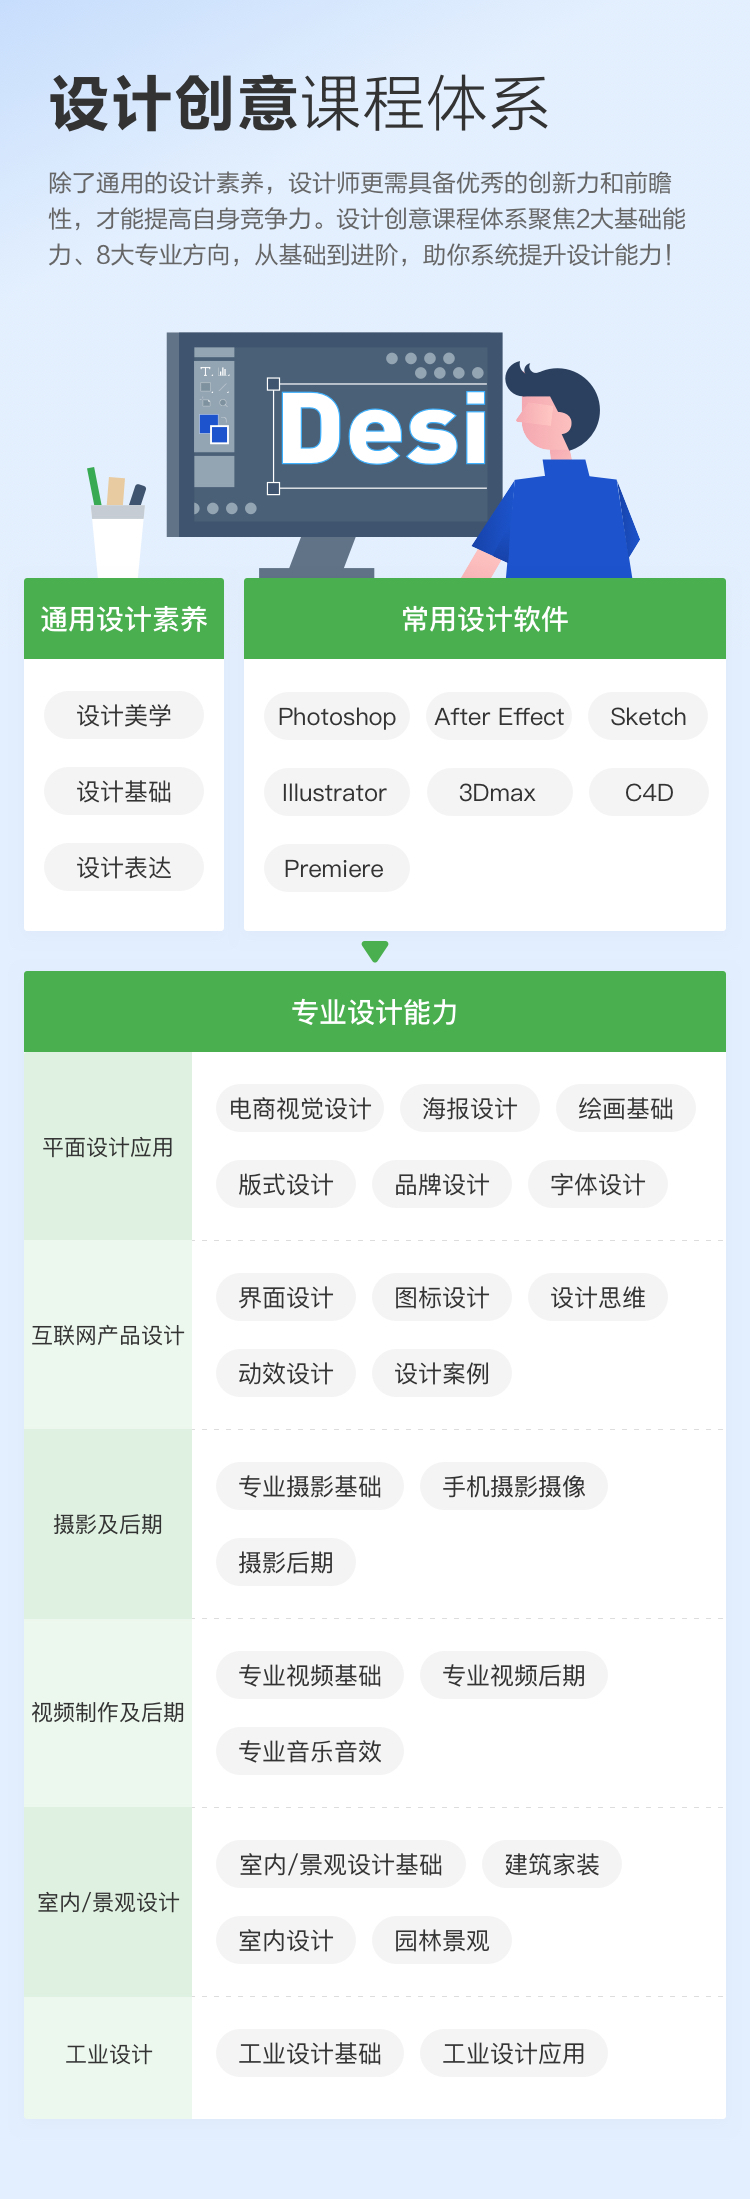 设计创意课程体系
除了通用的设计素养，设计师更需具备优秀的创新力和前瞻
性，才能提高自身竞争力。设计创意课程体系聚焦2大基础能
力、8大专业方向，从基础到进阶，助你系统提升设计能力！
T
Desi
通用设计素养
设计美学
设计基础
设计表达
常用设计软件
Photoshop After Effect Sketch
Illustrator 3Dmax C4D
Premiere
专业设计能力
平面设计应用
电商视觉设计 海报设计 绘画基础
版式设计 品牌设计 字体设计
互联网产品设计
界面设计 图标设计 设计思维
动效设计 设计案例
摄影及后期
专业摄影基础 手机摄影摄像
摄影后期
视频制作及后期
专业视频基础 专业视频后期
专业音乐音效
室内/景观设计
室内/景观设计基础 建筑家装
室内设计 园林景观
工业设计
工业设计基础 工业设计应用